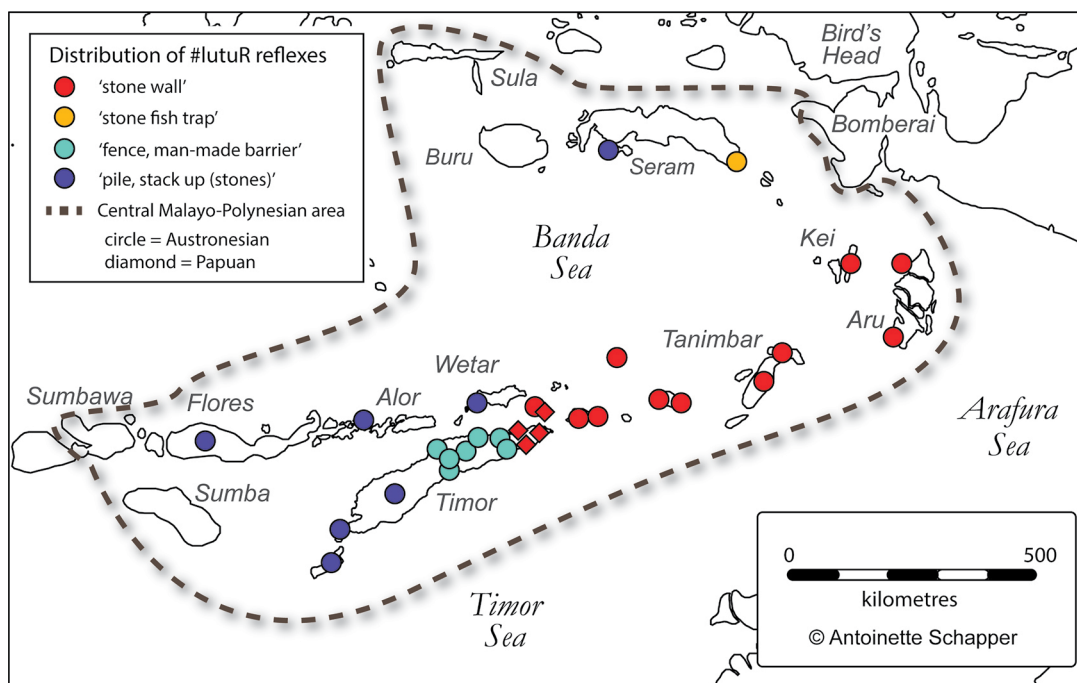 Distribution of #lutuR reflexes
‘stone wall’
‘stone fish trap’
‘fence, man-made barrier’
‘pile, stack up (stones)’
Central Malayo-Polynesian area
circle = Austronesian
diamond = Papuan
Bird’s
Head
Sula
Bomberai
Buru
Seram
Banda
Sea
Kei
Aru
Tanimbar
Wetar
Sumbawa
Flores
Alor
Arafura
Sea
Sumba
Timor
Timor
Sea
0
500
kilometres
© Antoinette Schapper